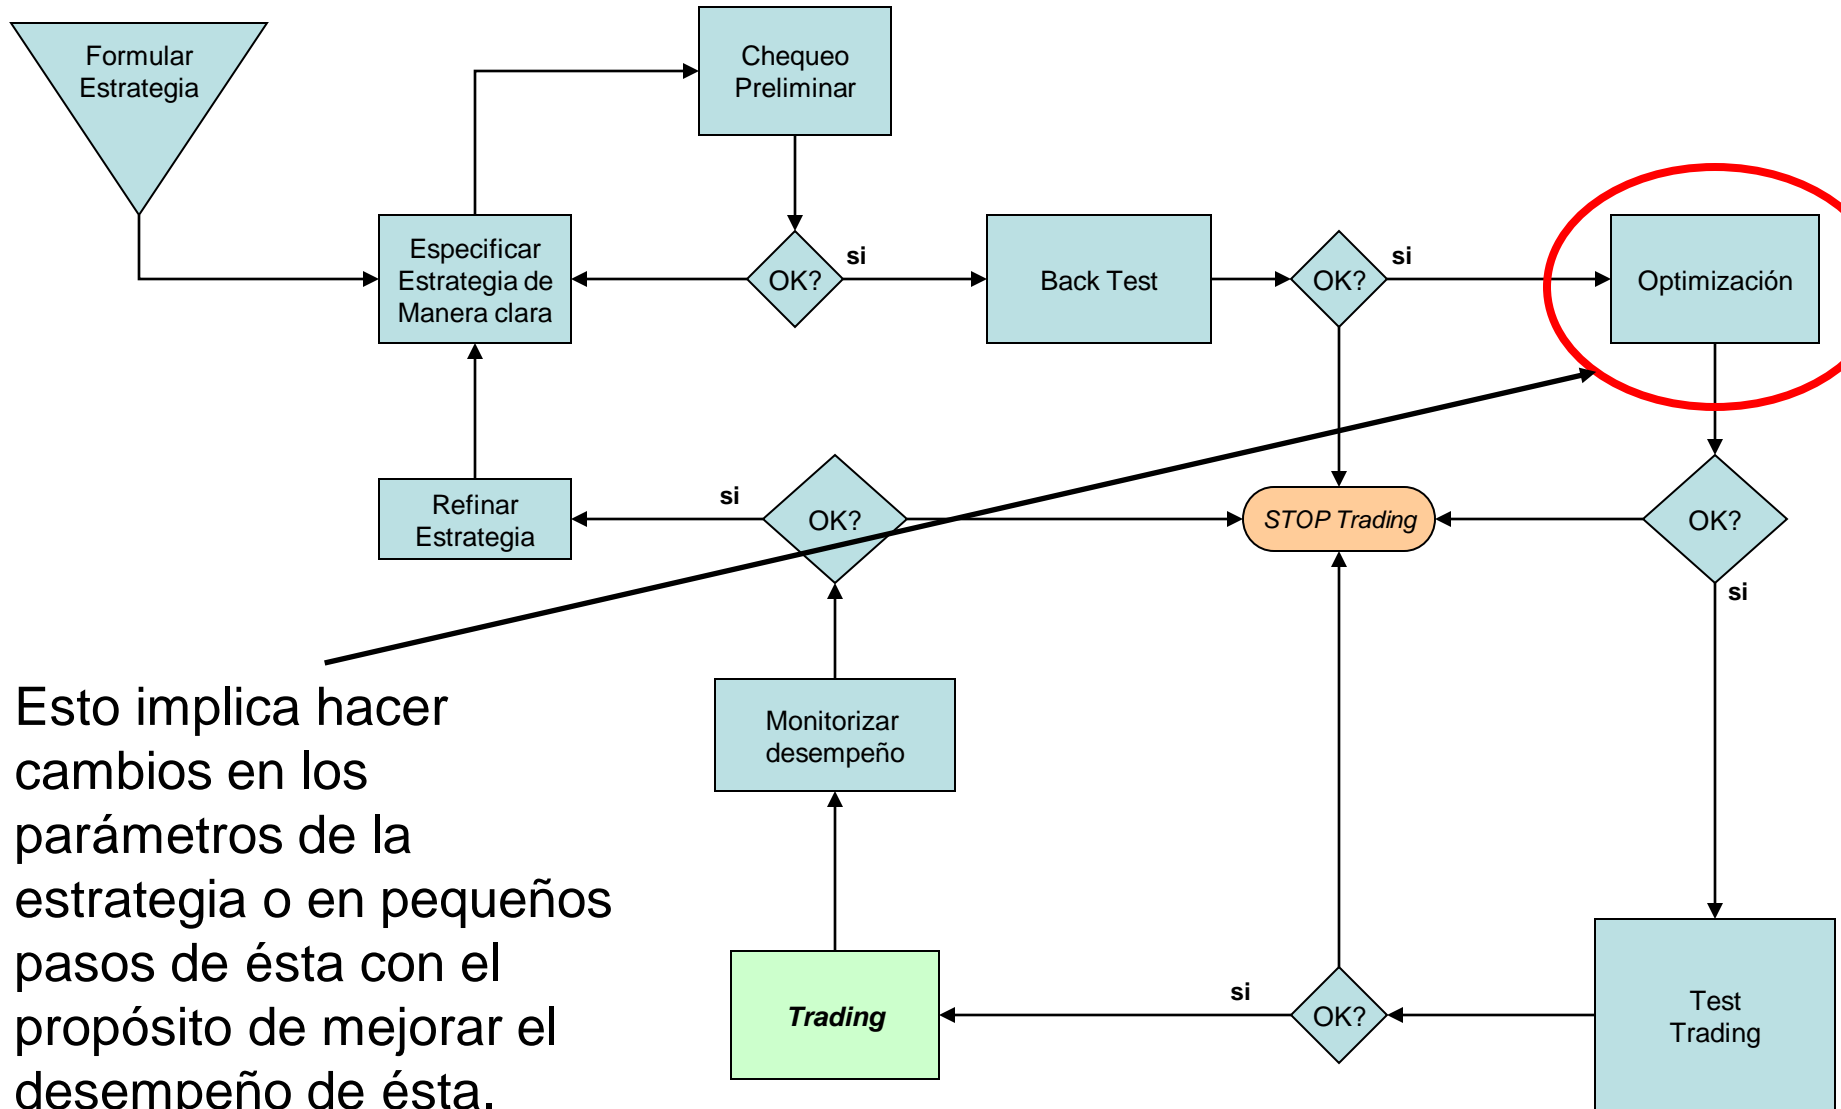 Formular
Estrategia
Chequeo
Preliminar
Especificar
Estrategia de
Manera clara
OK?
si
Back Test
OK?
si
Optimización
Refinar
Estrategia
si
OK?
STOP Trading
OK?
si
Esto implica hacer
cambios en los
parámetros de la
estrategia o en pequeños
pasos de ésta con el
propósito de mejorar el
desempeño de ésta.
Monitorizar
desempeño
Trading
si
OK?
Test
Trading